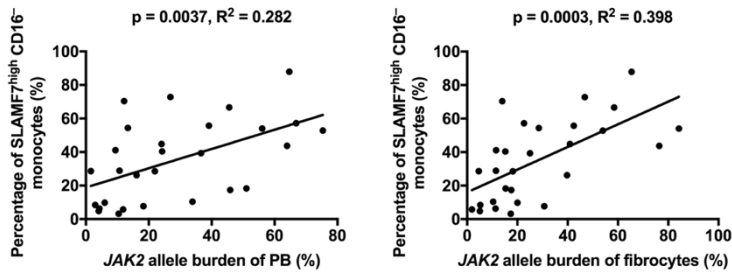 p = 0.0037, R² = 0.282
Percentage of SLAMF7ʰⁱᵍʰ CD16⁻
monocytes (%)
100
80
60
40
20
0
0 20 40 60 80
JAK2 allele burden of PB (%)
p = 0.0003, R² = 0.398
Percentage of SLAMF7ʰⁱᵍʰ CD16⁻
monocytes (%)
100
80
60
40
20
0
0 20 40 60 80 100
JAK2 allele burden of fibrocytes (%)